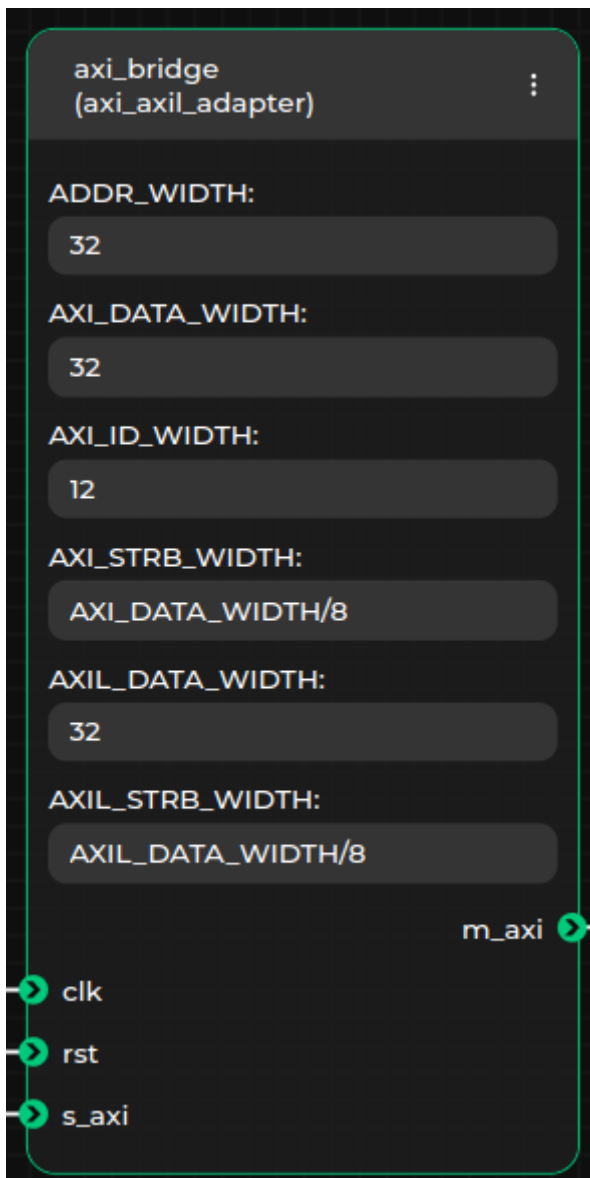 axi_bridge
(axi_axil_adapter)
ADDR_WIDTH:
32
AXI_DATA_WIDTH:
32
AXI_ID_WIDTH:
12
AXI_STRB_WIDTH:
AXI_DATA_WIDTH/8
AXIL_DATA_WIDTH:
32
AXIL_STRB_WIDTH:
AXIL_DATA_WIDTH/8
m_axi
clk
rst
s_axi